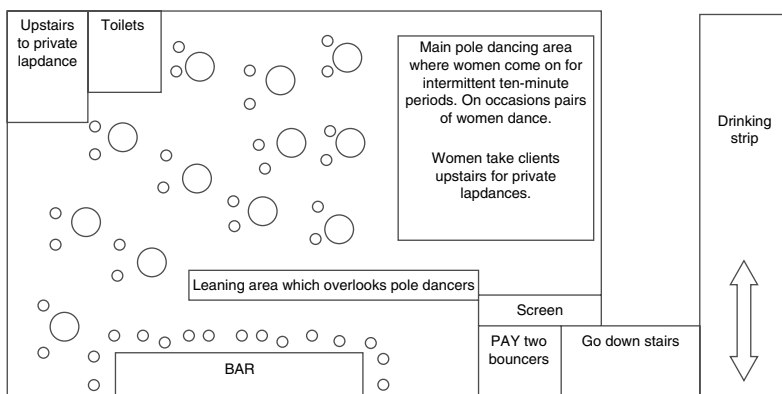 Upstairs
to private
lapdance
Toilets
Main pole dancing area
where women come on for
intermittent ten-minute
periods. On occasions pairs
of women dance.
Women take clients
upstairs for private
lapdances.
Drinking
strip
Leaning area which overlooks pole dancers
Screen
PAY two
bouncers
Go down stairs
BAR